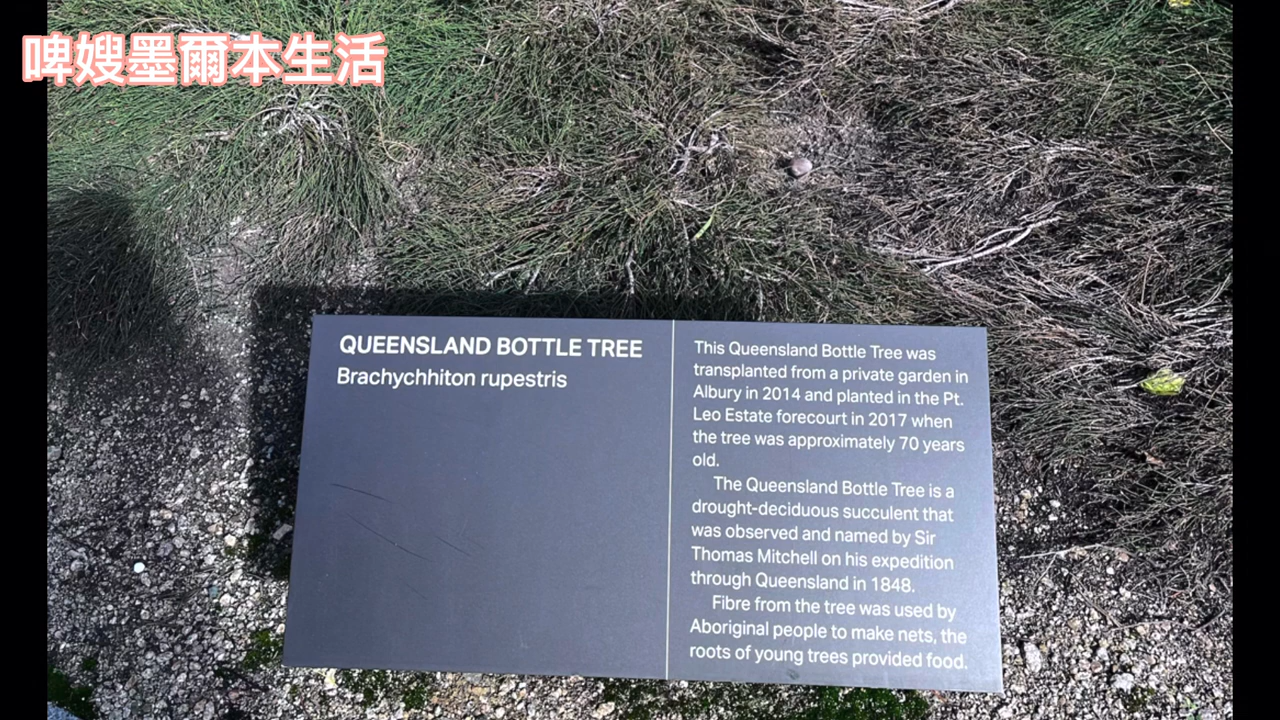 啤嫂墨爾本生活
QUEENSLAND BOTTLE TREE
Brachychhiton rupestris
This Queensland Bottle Tree was
transplanted from a private garden in
Albury in 2014 and planted in the Pt.
Leo Estate forecourt in 2017 when
the tree was approximately 70 years
old.
The Queensland Bottle Tree is a
drought-deciduous succulent that
was observed and named by Sir
Thomas Mitchell on his expedition
through Queensland in 1848.
Fibre from the tree was used by
Aboriginal people to make nets, the
roots of young trees provided food.